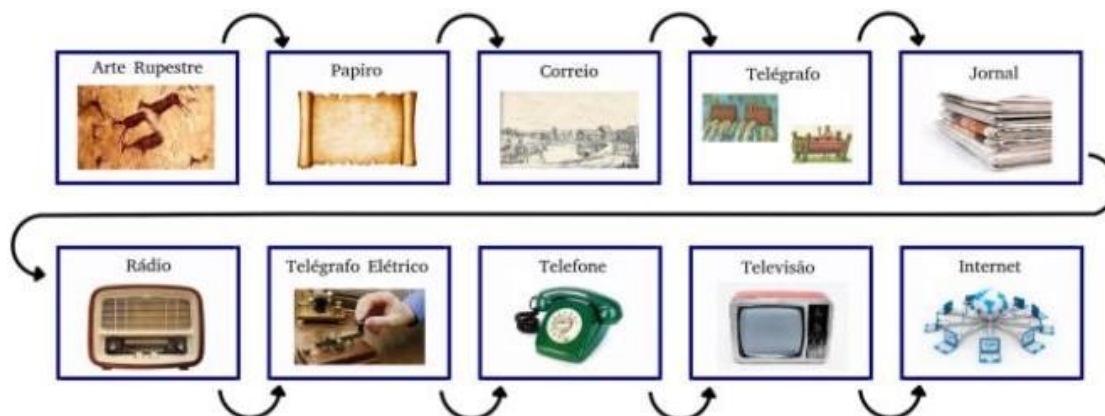 Arte Rupestre
Papiro
Correio
Telégrafo
Jornal
Rádio
Telégrafo Elétrico
Telefone
Televisão
Internet